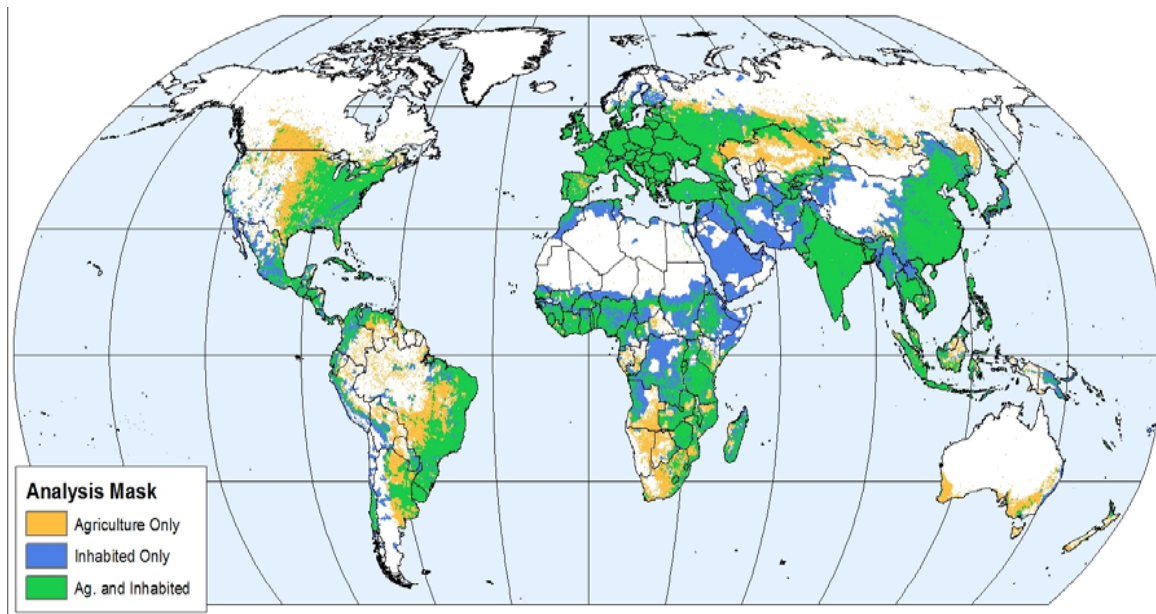 Analysis Mask
Agriculture Only
Inhabited Only
Ag. and Inhabited